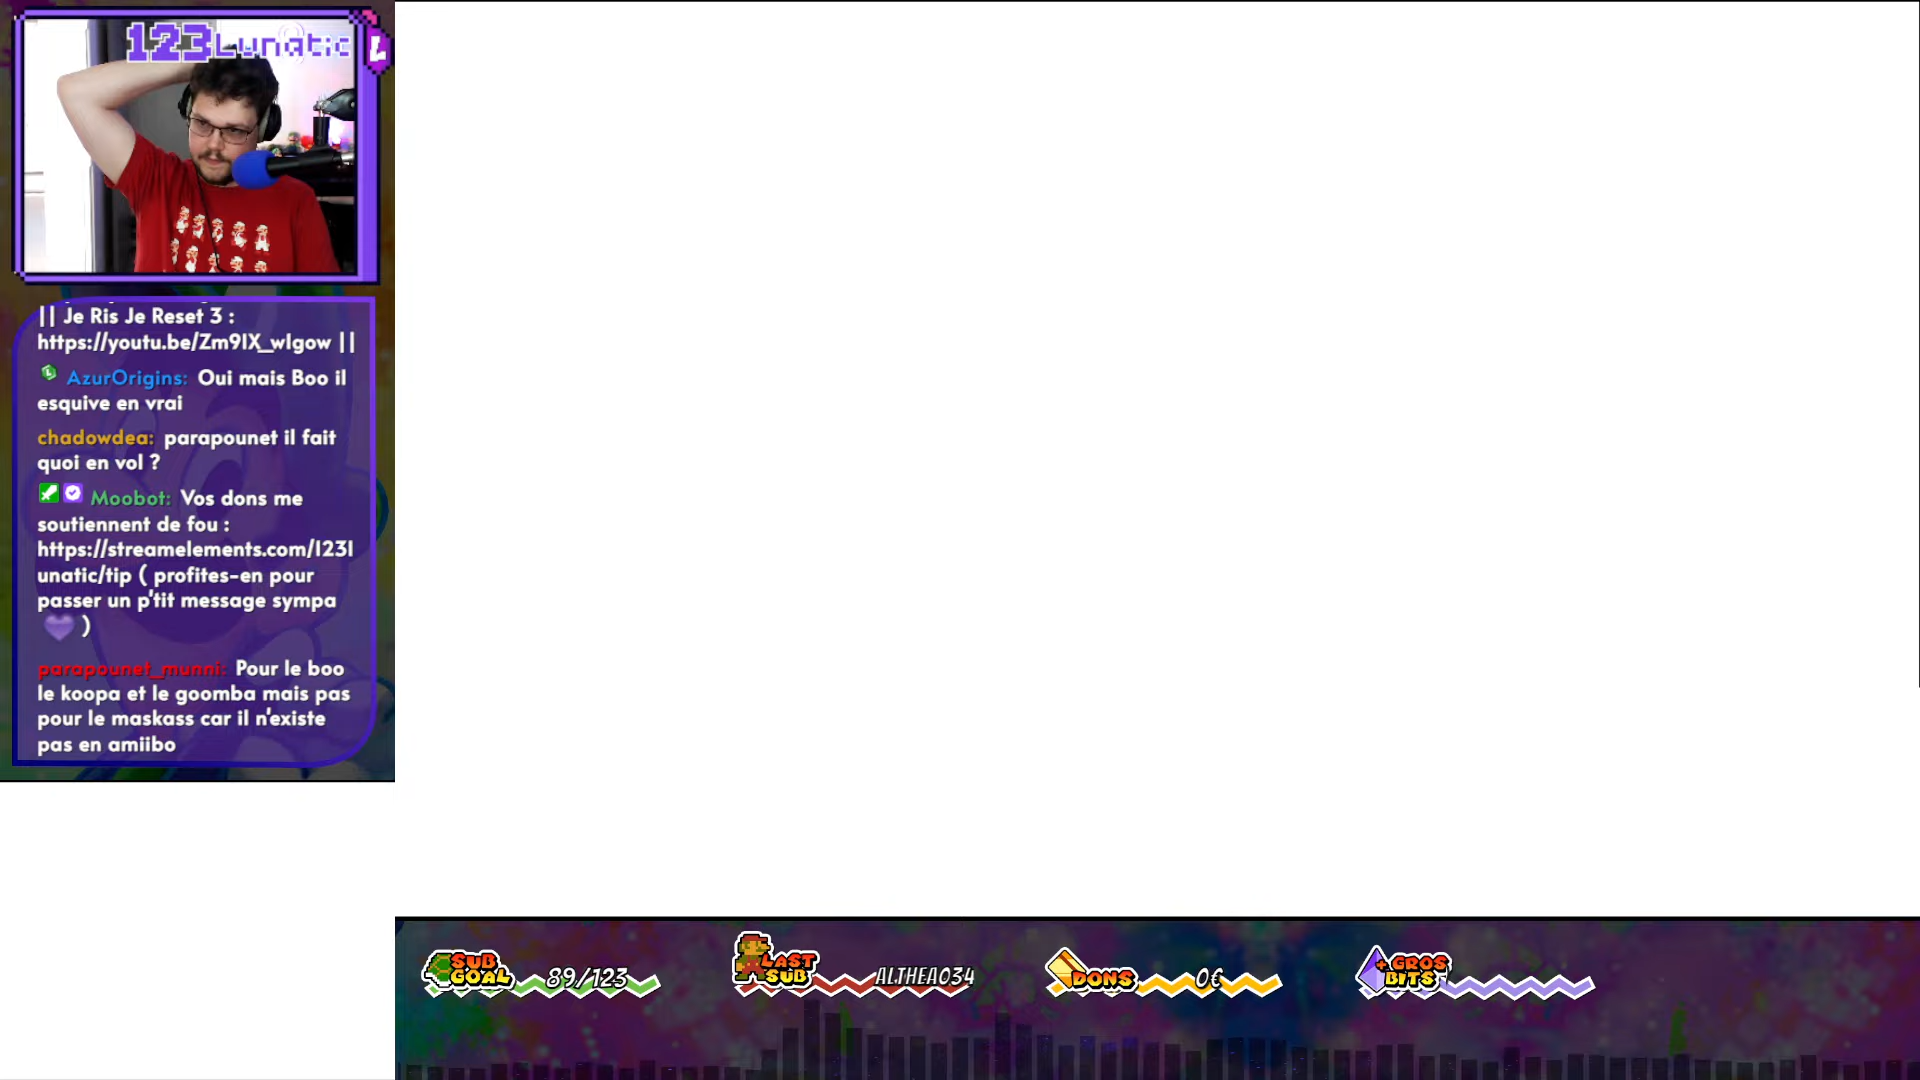 123Lunatic
L
|| Je Ris Je Reset 3 :
https://youtu.be/Zm9IX_wIgow ||
AzurOrigins: Oui mais Boo il
esquive en vrai
chadowdea: parapounet il fait
quoi en vol ?
Moobot: Vos dons me
soutiennent de fou :
https://streamelements.com/123l
unatic/tip ( profites-en pour
passer un p'tit message sympa
)
parapounet_munni: Pour le boo
le koopa et le goomba mais pas
pour le maskass car il n'existe
pas en amiibo
SUB
GOAL 89/123
LAST
SUB ALTHEA034
DONS 0€
+ GROS
BITS